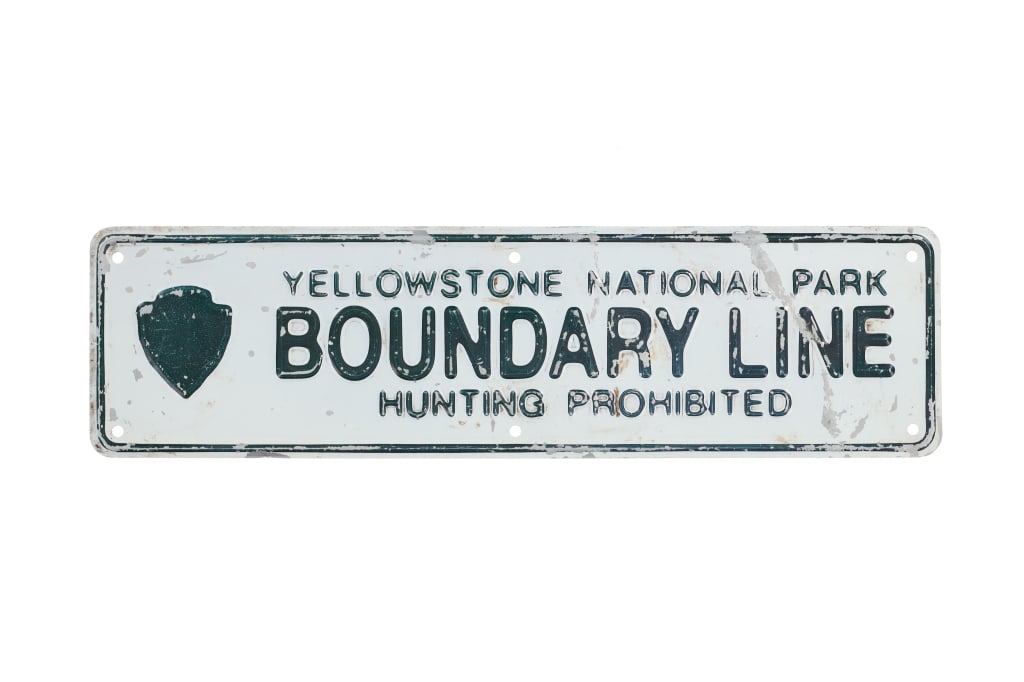 YELLOWSTONE NATIONAL PARK
BOUNDARY LINE
HUNTING PROHIBITED